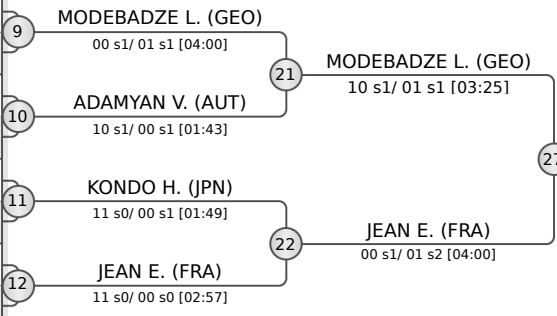 9
MODEBADZE L. (GEO)
00 s1/ 01 s1 [04:00]
21
MODEBADZE L. (GEO)
10 s1/ 01 s1 [03:25]
10
ADAMYAN V. (AUT)
10 s1/ 00 s1 [01:43]
27
11
KONDO H. (JPN)
11 s0/ 00 s1 [01:49]
22
JEAN E. (FRA)
00 s1/ 01 s2 [04:00]
12
JEAN E. (FRA)
11 s0/ 00 s0 [02:57]